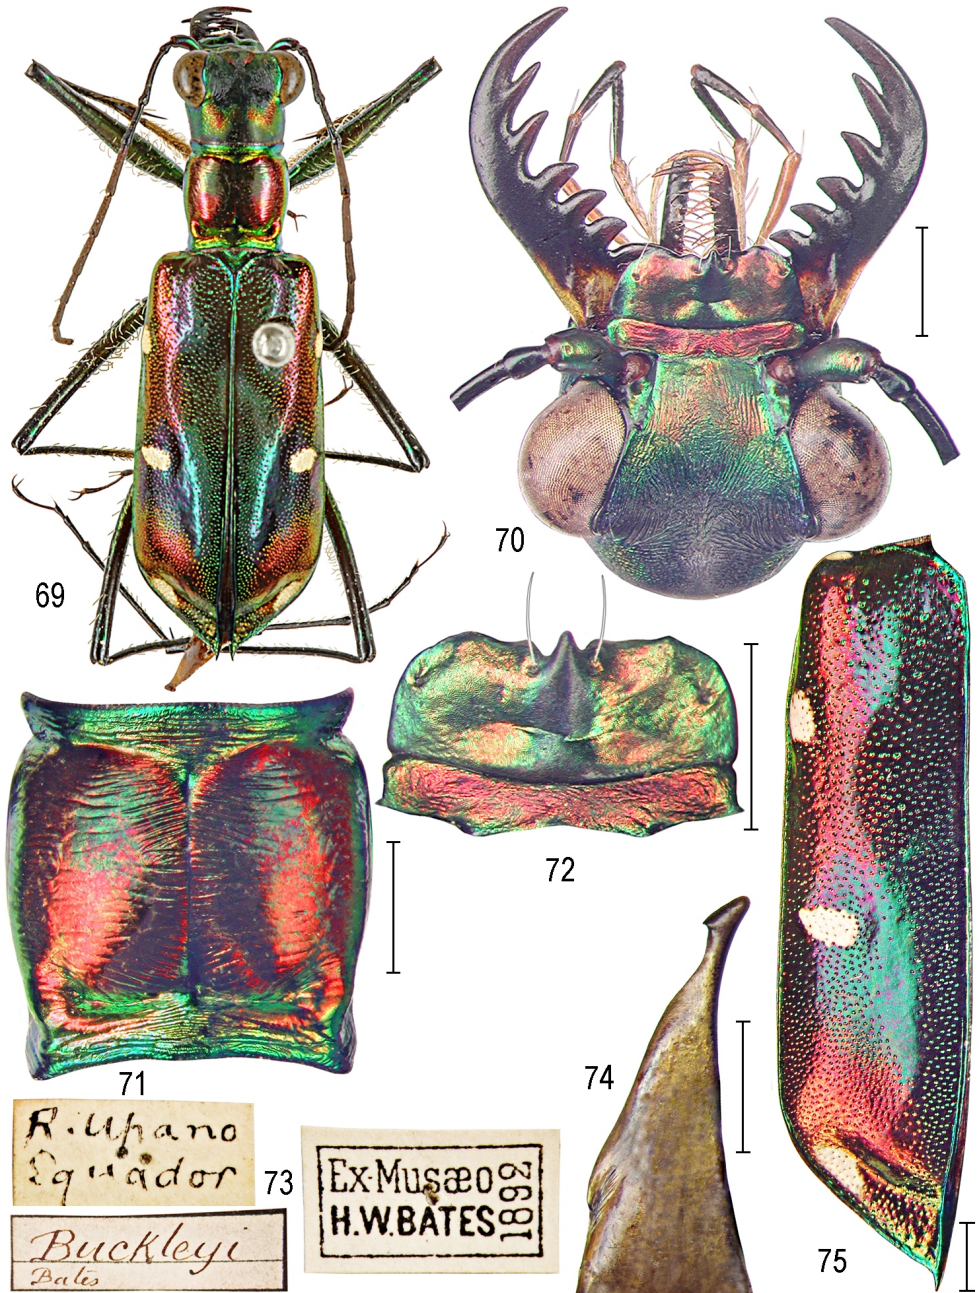 69
70
71
72
R. Upano
Equador
73
Buckleyi
Bates
Ex-Musæo
H.W.BATES
1892
74
75